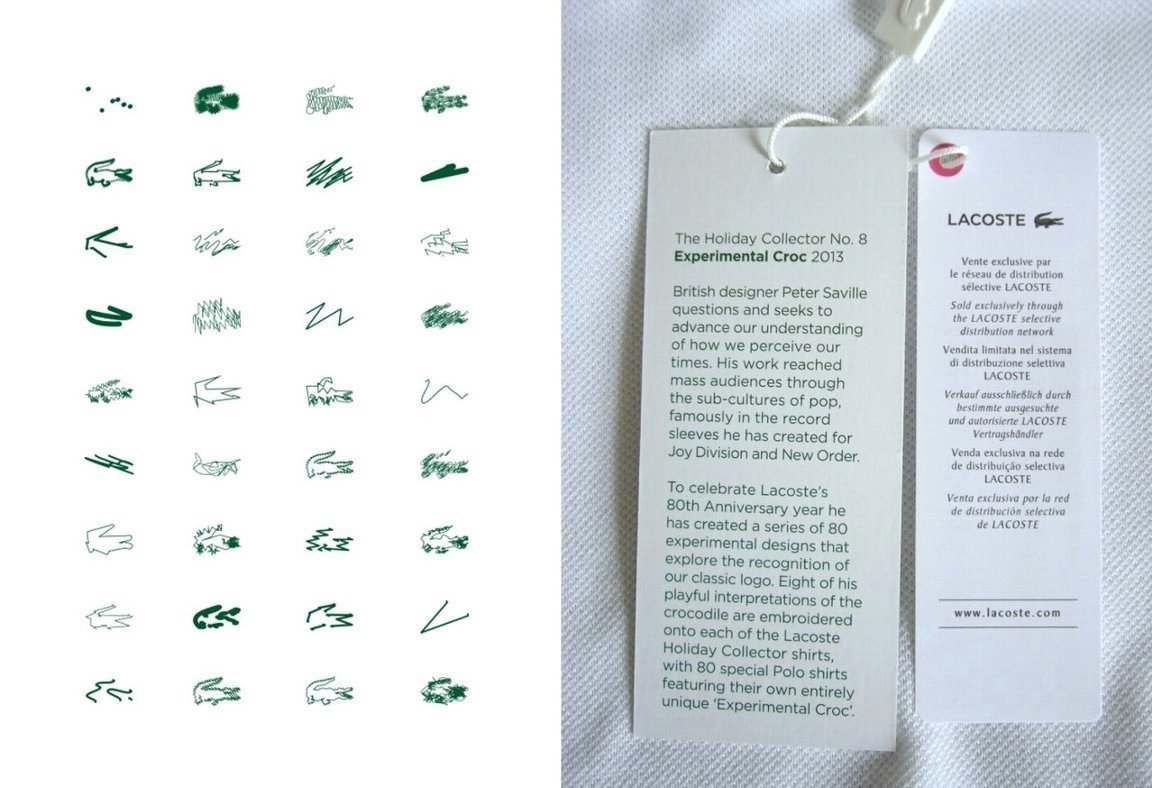 The Holiday Collector No. 8
Experimental Croc 2013
British designer Peter Saville
questions and seeks to
advance our understanding
of how we perceive our
times. His work reached
mass audiences through
the sub-cultures of pop,
famously in the record
sleeves he has created for
Joy Division and New Order.
To celebrate Lacoste's
80th Anniversary year he
has created a series of 80
experimental designs that
explore the recognition of
our classic logo. Eight of his
playful interpretations of the
crocodile are embroidered
onto each of the Lacoste
Holiday Collector shirts,
with 80 special Polo shirts
featuring their own entirely
unique 'Experimental Croc'.
LACOSTE
Vente exclusive par
le réseau de distribution
sélective LACOSTE
Sold exclusively through
the LACOSTE selective
distribution network
Vendita limitata nel sistema
di distribuzione selettiva
LACOSTE
Verkauf ausschließlich durch
bestimmte ausgesuchte
und autorisierte LACOSTE
Vertragshändler
Venda exclusiva na rede
de distribuição selectiva
LACOSTE
Venta exclusiva por la red
de distribución selectiva
de LACOSTE
www.lacoste.com